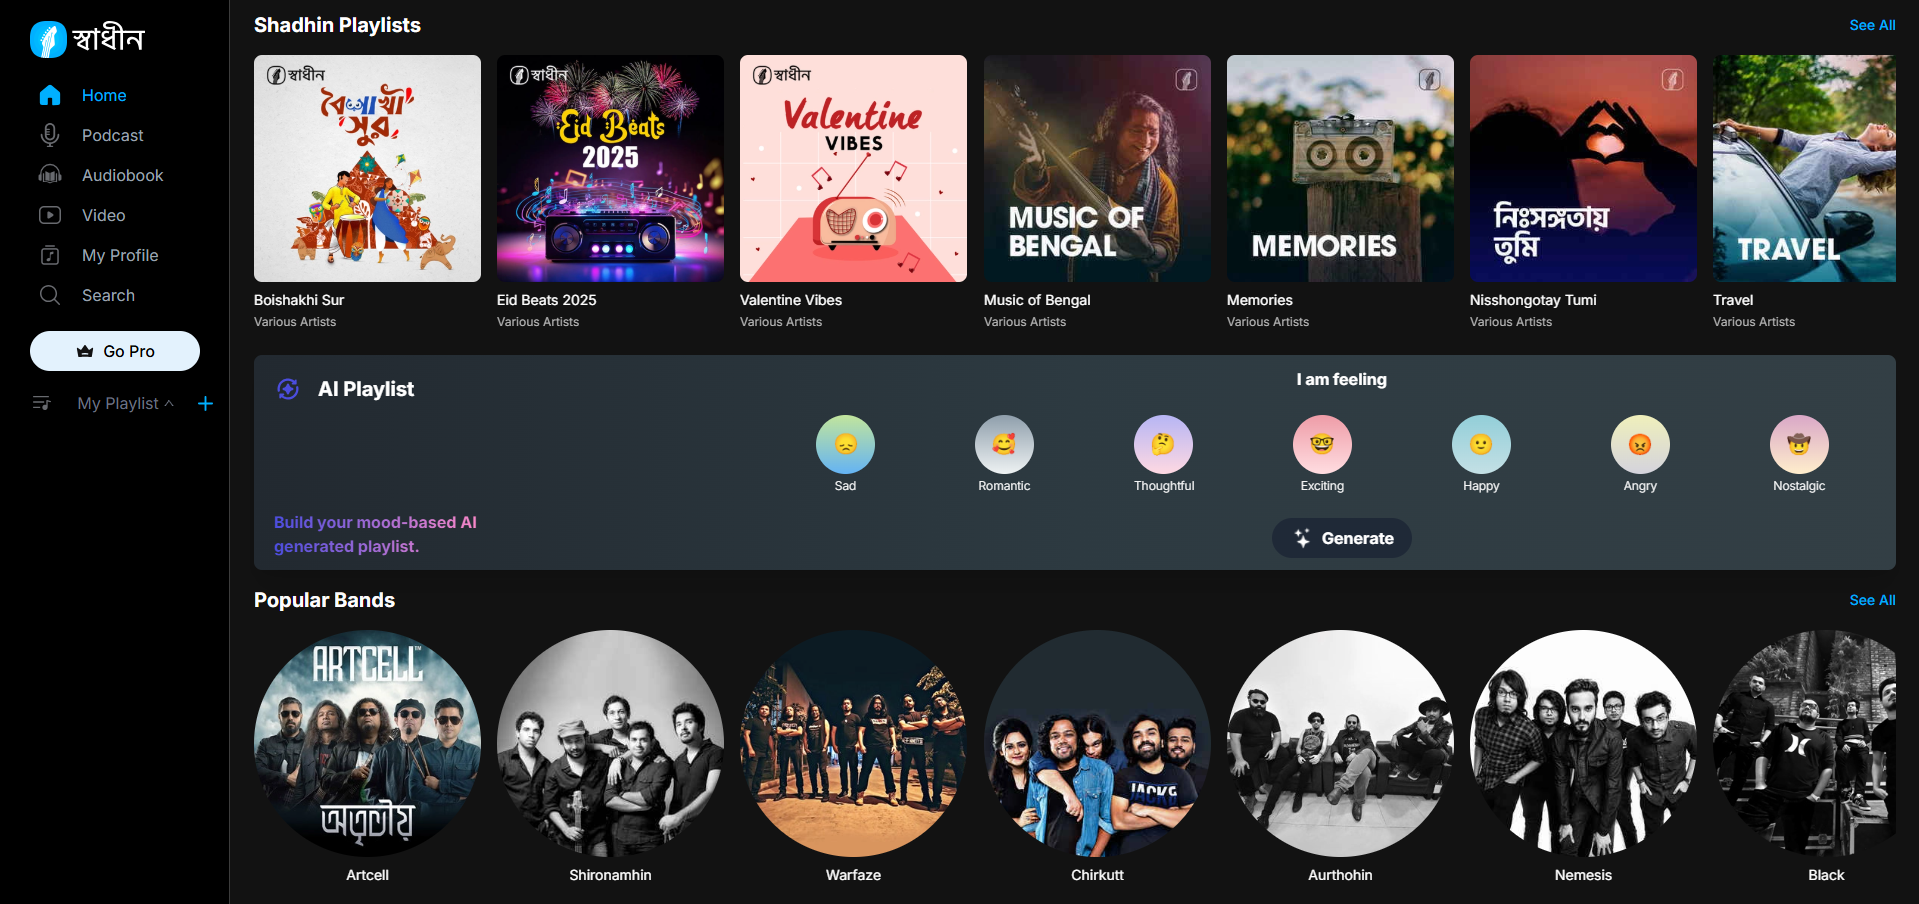 স্বাধীন
Home
Podcast
Audiobook
Video
My Profile
Search
Go Pro
My Playlist
Shadhin Playlists
See All
স্বাধীন
বৈশাখী
সুর
স্বাধীন
Eid Beats
2025
স্বাধীন
Valentine
VIBES
MUSIC OF
BENGAL
MEMORIES
নিঃসঙ্গতায়
তুমি
TRAVEL
Boishakhi Sur
Various Artists
Eid Beats 2025
Various Artists
Valentine Vibes
Various Artists
Music of Bengal
Various Artists
Memories
Various Artists
Nisshongotay Tumi
Various Artists
Travel
Various Artists
AI Playlist
Build your mood-based AI
generated playlist.
I am feeling
Sad
Romantic
Thoughtful
Exciting
Happy
Angry
Nostalgic
Generate
Popular Bands
See All
ARTCELL™
অতৃতীয়
JACK&
Artcell
Shironamhin
Warfaze
Chirkutt
Aurthohin
Nemesis
Black